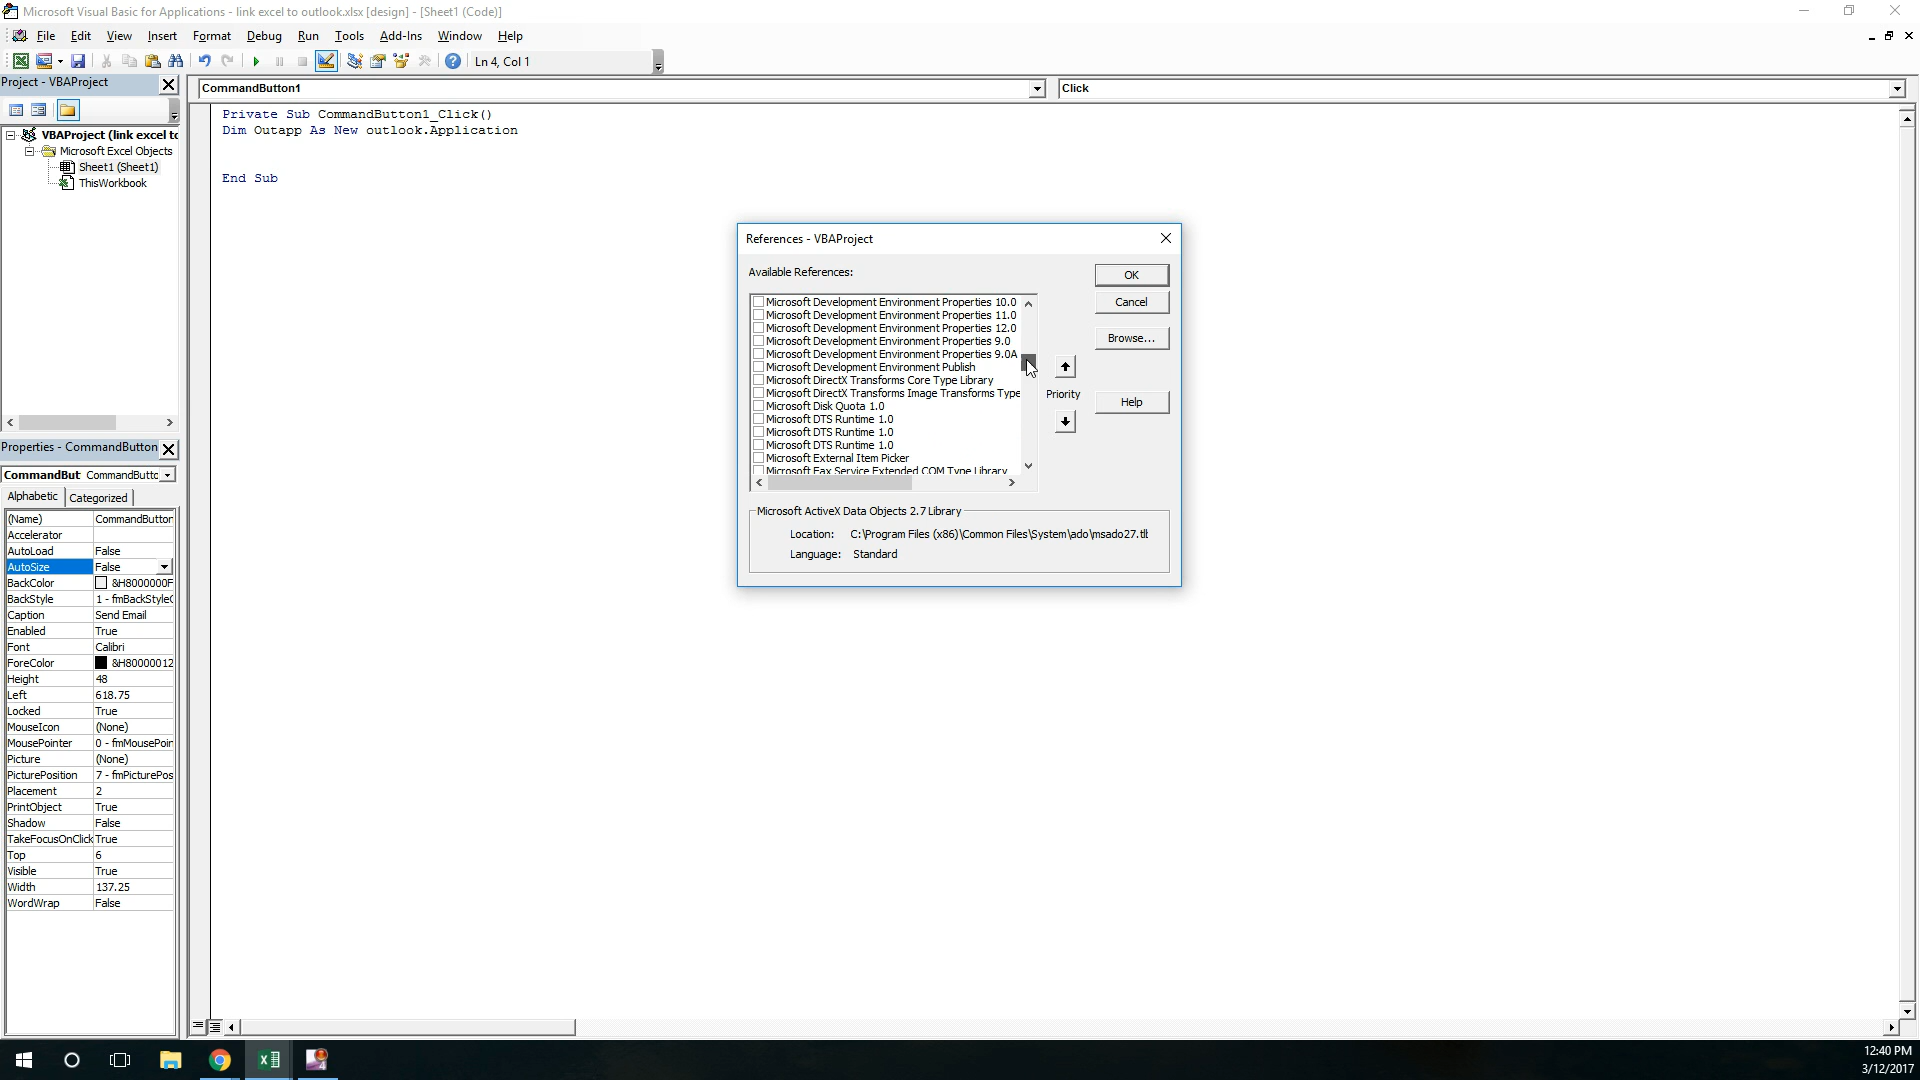 Microsoft Visual Basic for Applications - link excel to outlook.xlsx [design] - [Sheet1 (Code)]
File Edit View Insert Format Debug Run Tools Add-Ins Window Help
Ln 4, Col 1
Project - VBAProject
CommandButton1
Click
VBAProject (link excel to
Microsoft Excel Objects
Sheet1 (Sheet1)
ThisWorkbook
Private Sub CommandButton1_Click()
Dim Outapp As New outlook.Application
End Sub
References - VBAProject
Available References:
Microsoft Development Environment Properties 10.0
Microsoft Development Environment Properties 11.0
Microsoft Development Environment Properties 12.0
Microsoft Development Environment Properties 9.0
Microsoft Development Environment Properties 9.0A
Microsoft Development Environment Publish
Microsoft DirectX Transforms Core Type Library
Microsoft DirectX Transforms Image Transforms Type
Microsoft Disk Quota 1.0
Microsoft DTS Runtime 1.0
Microsoft DTS Runtime 1.0
Microsoft DTS Runtime 1.0
Microsoft External Item Picker
Microsoft Fax Service Extended COM Type Library
OK
Cancel
Browse...
Priority
Help
Microsoft ActiveX Data Objects 2.7 Library
Location: C:\Program Files (x86)\Common Files\System\ado\msado27.tl
Language: Standard
Properties - CommandButton
CommandBut CommandButto
Alphabetic Categorized
(Name) CommandButton
Accelerator
AutoLoad False
AutoSize False
BackColor &H8000000F
BackStyle 1 - fmBackStyleO
Caption Send Email
Enabled True
Font Calibri
ForeColor &H80000012
Height 48
Left 618.75
Locked True
MouseIcon (None)
MousePointer 0 - fmMousePoin
Picture (None)
PicturePosition 7 - fmPicturePos
Placement 2
PrintObject True
Shadow False
TakeFocusOnClick True
Top 6
Visible True
Width 137.25
WordWrap False
12:40 PM
3/12/2017